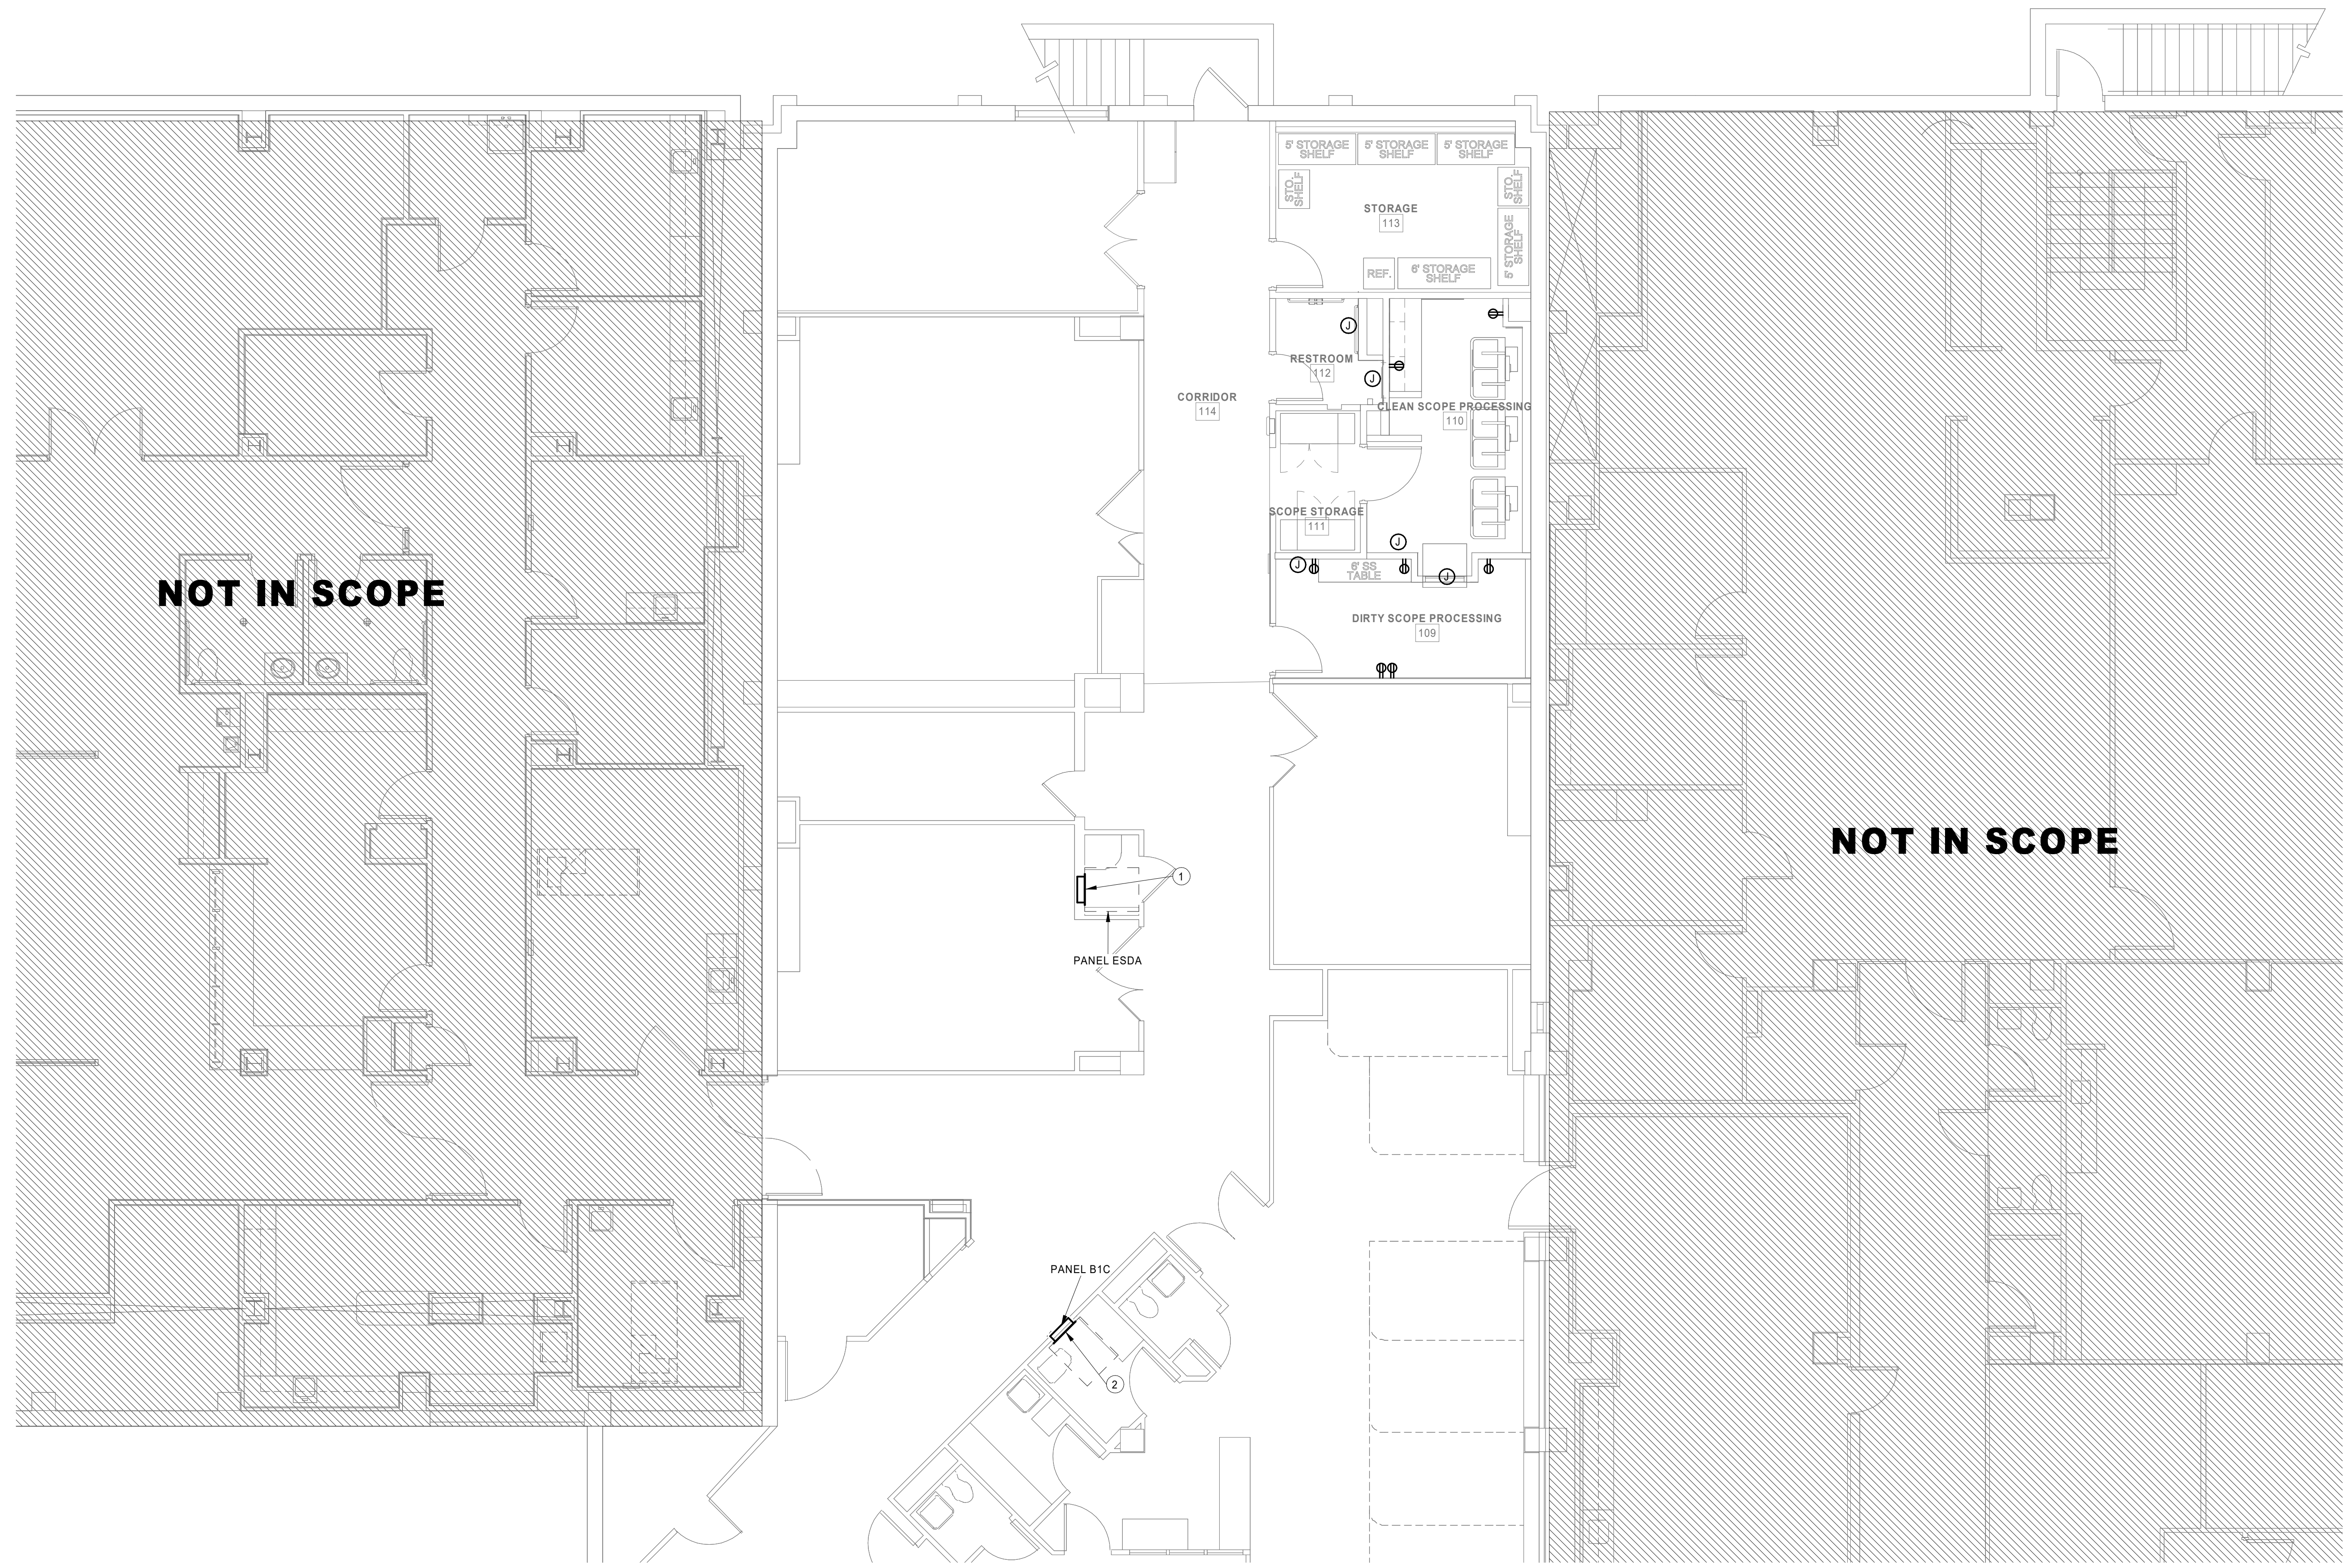 5' STORAGE
SHELF
5' STORAGE
SHELF
5' STORAGE
SHELF
STO.
SHELF
STO.
SHELF
STORAGE
113
5' STORAGE
SHELF
REF.
6' STORAGE
SHELF
J
RESTROOM
112
J
CORRIDOR
114
CLEAN SCOPE PROCESSING
110
SCOPE STORAGE
111
J
J
6' SS
TABLE
J
NOT IN SCOPE
DIRTY SCOPE PROCESSING
109
NOT IN SCOPE
1
PANEL ESDA
PANEL B1C
2